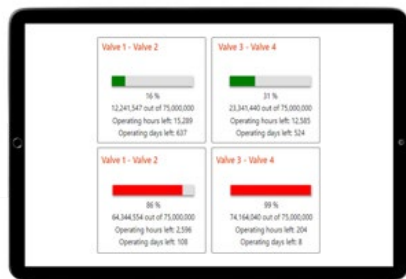 Valve 1 - Valve 2
16 %
12,241,547 out of 75,000,000
Operating hours left: 15,289
Operating days left: 637
Valve 3 - Valve 4
31 %
23,341,440 out of 75,000,000
Operating hours left: 12,585
Operating days left: 524
Valve 1 - Valve 2
86 %
64,344,554 out of 75,000,000
Operating hours left: 2,596
Operating days left: 108
Valve 3 - Valve 4
99 %
74,164,040 out of 75,000,000
Operating hours left: 204
Operating days left: 8